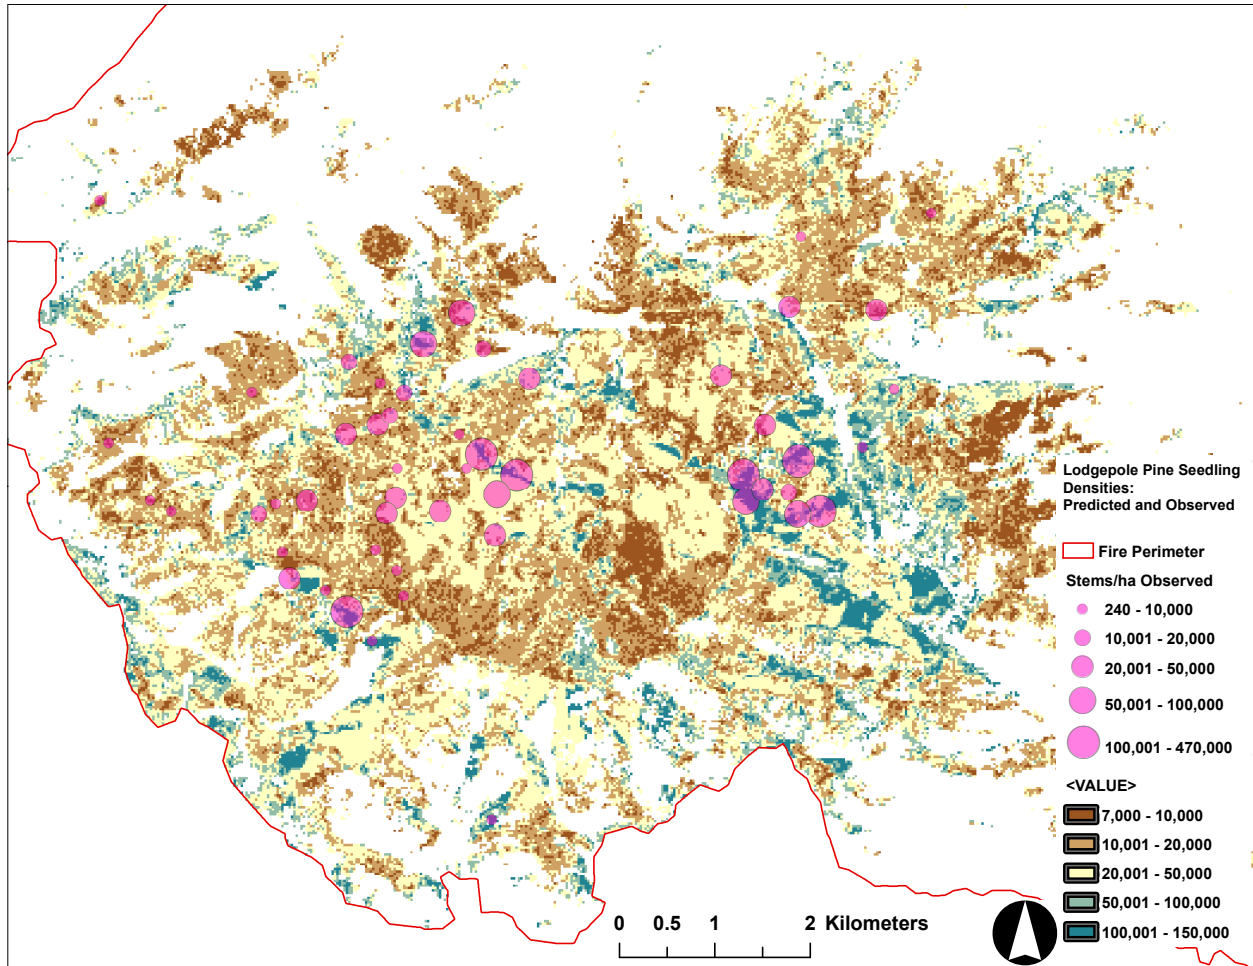 Lodgepole Pine Seedling
Densities:
Predicted and Observed
Fire Perimeter
Stems/ha Observed
240 - 10,000
10,001 - 20,000
20,001 - 50,000
50,001 - 100,000
100,001 - 470,000
<VALUE>
7,000 - 10,000
10,001 - 20,000
20,001 - 50,000
50,001 - 100,000
100,001 - 150,000
0 0.5 1 2 Kilometers